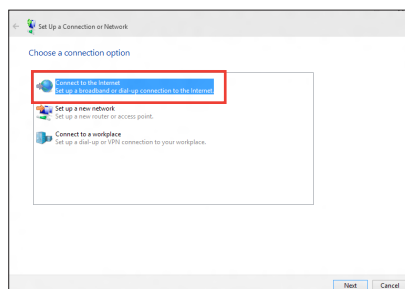 Set Up a Connection or Network
Choose a connection option
Connect to the Internet
Set up a broadband or dial-up connection to the Internet.
Set up a new network
Set up a new router or access point.
Connect to a workplace
Set up a dial-up or VPN connection to your workplace.
Next Cancel